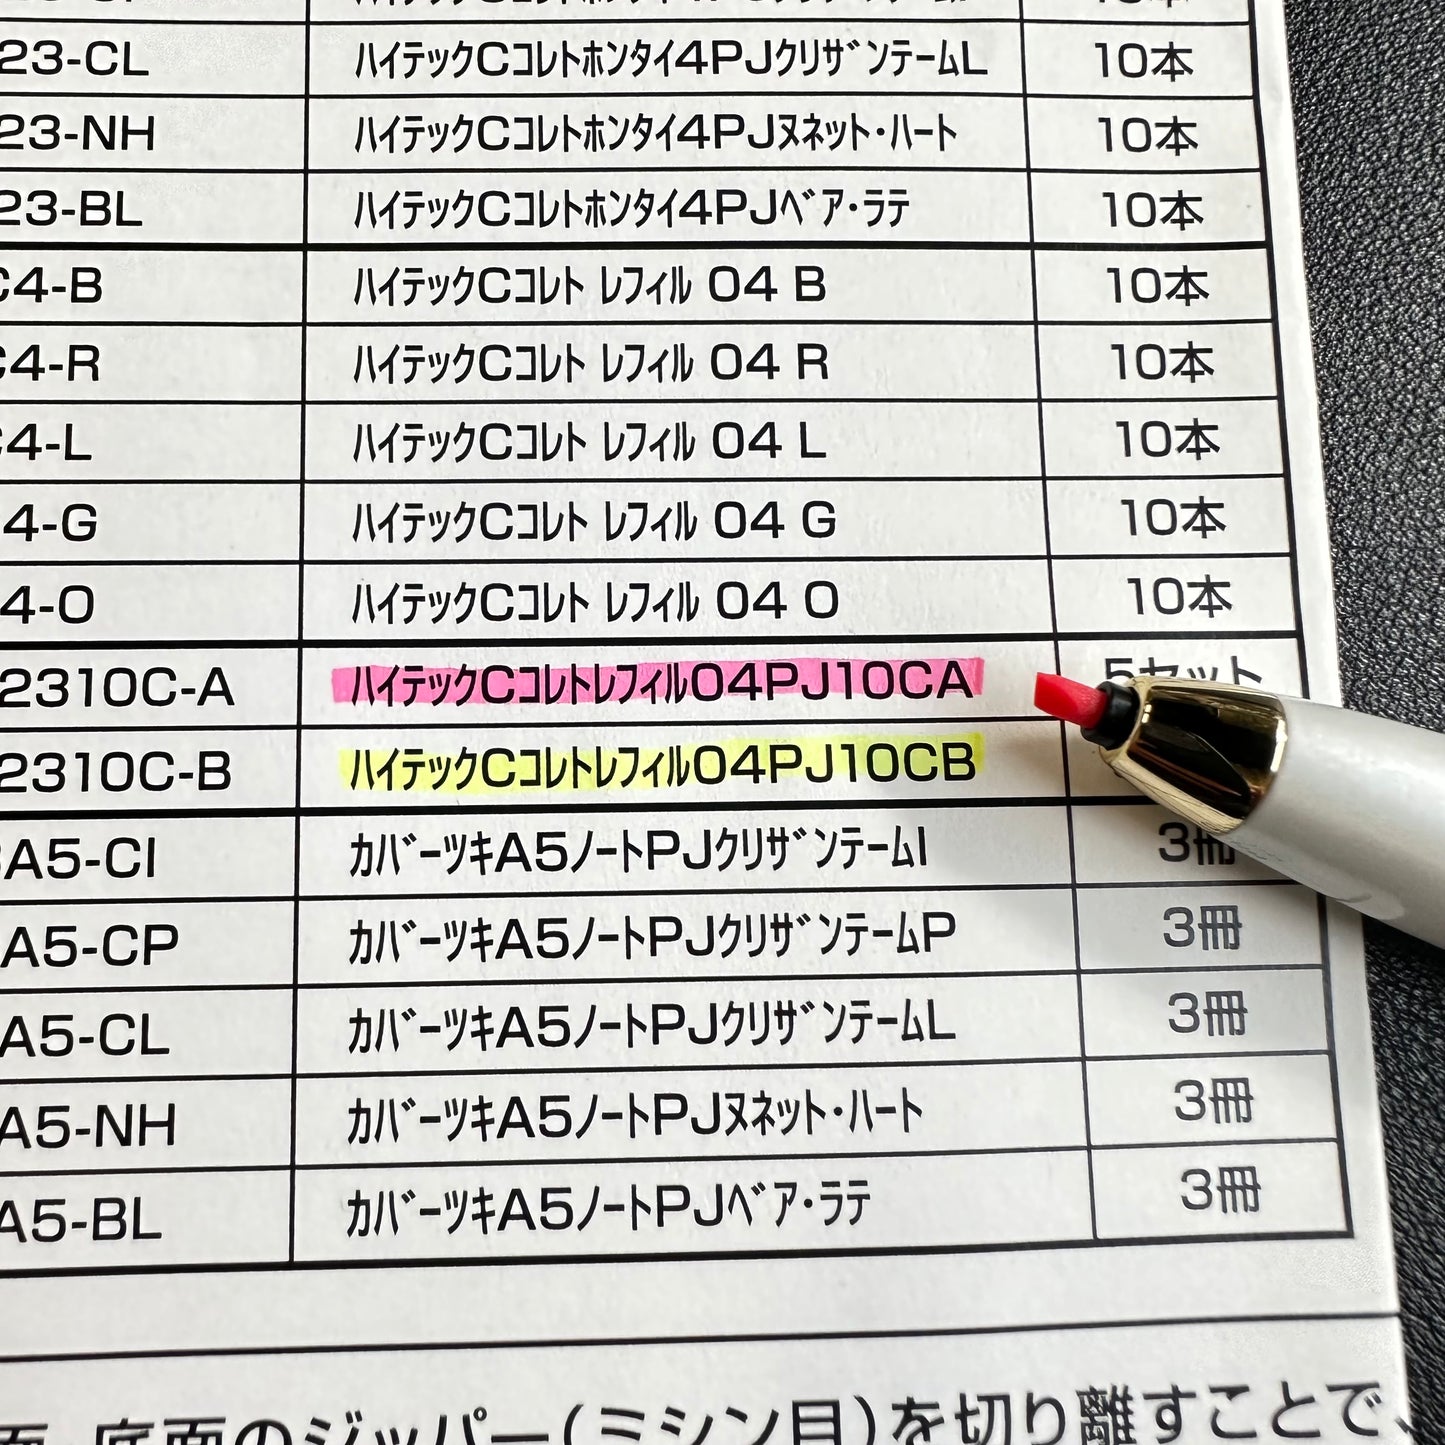 23-CL ハイテックCコレトホンタイ4PJクリザンテームL 10本
23-NH ハイテックCコレトホンタイ4PJヌネット・ハート 10本
23-BL ハイテックCコレトホンタイ4PJベア・ラテ 10本
C4-B ハイテックCコレト レフィル 04 B 10本
C4-R ハイテックCコレト レフィル 04 R 10本
C4-L ハイテックCコレト レフィル 04 L 10本
4-G ハイテックCコレト レフィル 04 G 10本
4-O ハイテックCコレト レフィル 04 O 10本
2310C-A ハイテックCコレトレフィル04PJ10CA 5セット
2310C-B ハイテックCコレトレフィル04PJ10CB
A5-CI カバーツキA5ノートPJクリザンテームI 3冊
A5-CP カバーツキA5ノートPJクリザンテームP 3冊
A5-CL カバーツキA5ノートPJクリザンテームL 3冊
A5-NH カバーツキA5ノートPJヌネット・ハート 3冊
A5-BL カバーツキA5ノートPJベア・ラテ 3冊
面、底面のジッパー(ミシン目)を切り離すことで、